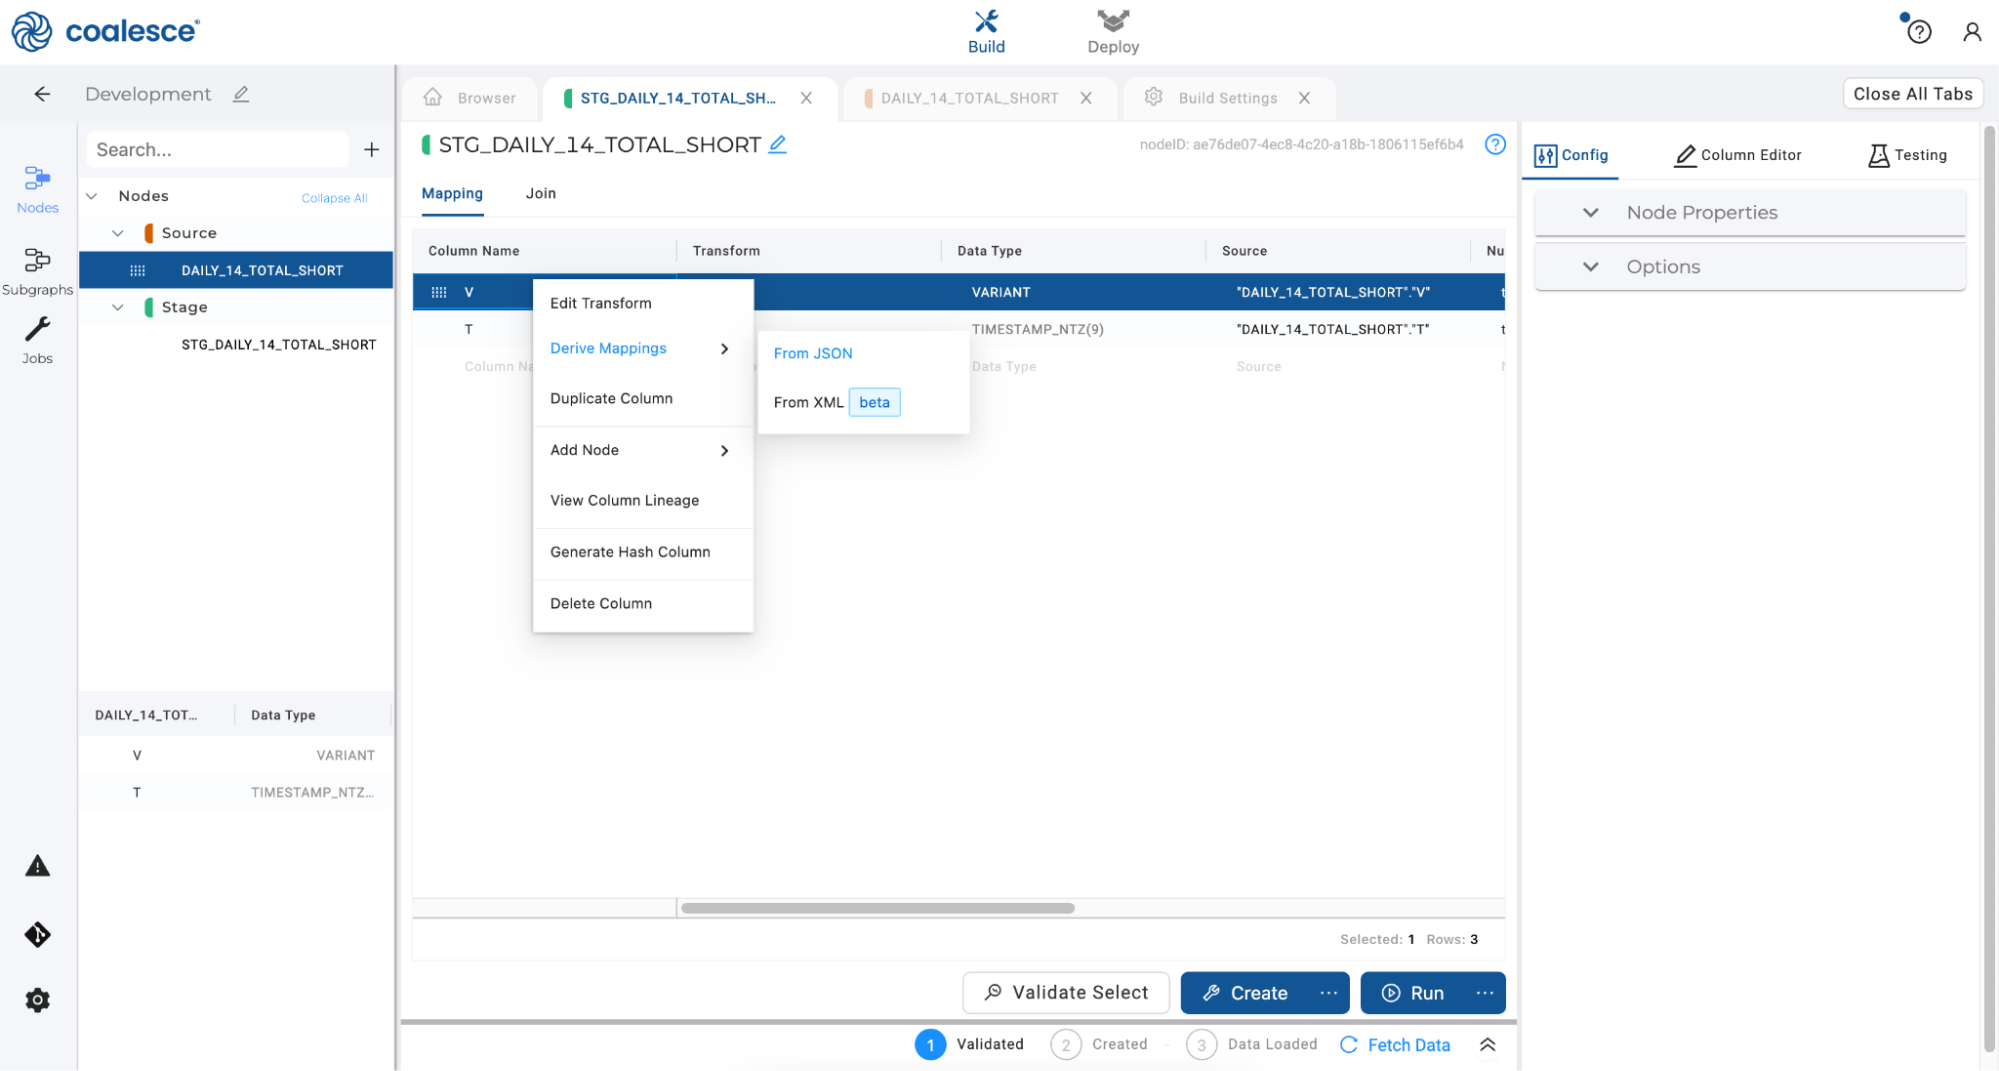 coalesce
Build
Deploy
Development
Browser
STG_DAILY_14_TOTAL_SH...
DAILY_14_TOTAL_SHORT
Build Settings
Close All Tabs
Search...
Nodes
Collapse All
Source
DAILY_14_TOTAL_SHORT
Stage
STG_DAILY_14_TOTAL_SHORT
Nodes
Subgraphs
Jobs
DAILY_14_TOT... Data Type
V VARIANT
T TIMESTAMP_NTZ...
STG_DAILY_14_TOTAL_SHORT
nodeID: ae76de07-4ec8-4c20-a18b-1806115ef6b4
Mapping Join
Column Name Transform Data Type Source Nu
V VARIANT "DAILY_14_TOTAL_SHORT"."V" t
T TIMESTAMP_NTZ(9) "DAILY_14_TOTAL_SHORT"."T" t
Column Na Data Type Source
Edit Transform
Derive Mappings
Duplicate Column
Add Node
View Column Lineage
Generate Hash Column
Delete Column
From JSON
From XML beta
Selected: 1 Rows: 3
Validate Select
Create ...
Run ...
1 Validated
2 Created
3 Data Loaded
Fetch Data
Config
Column Editor
Testing
Node Properties
Options